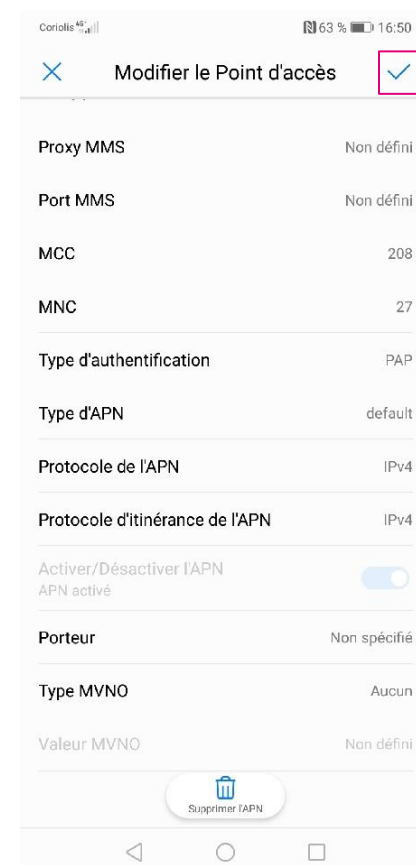 Coriolis 4G 63 % 16:50
Modifier le Point d'accès
Proxy MMS Non défini
Port MMS Non défini
MCC 208
MNC 27
Type d'authentification PAP
Type d'APN default
Protocole de l'APN IPv4
Protocole d'itinérance de l'APN IPv4
Activer/Désactiver l'APN
APN activé
Porteur Non spécifié
Type MVNO Aucun
Valeur MVNO Non défini
Supprimer l'APN